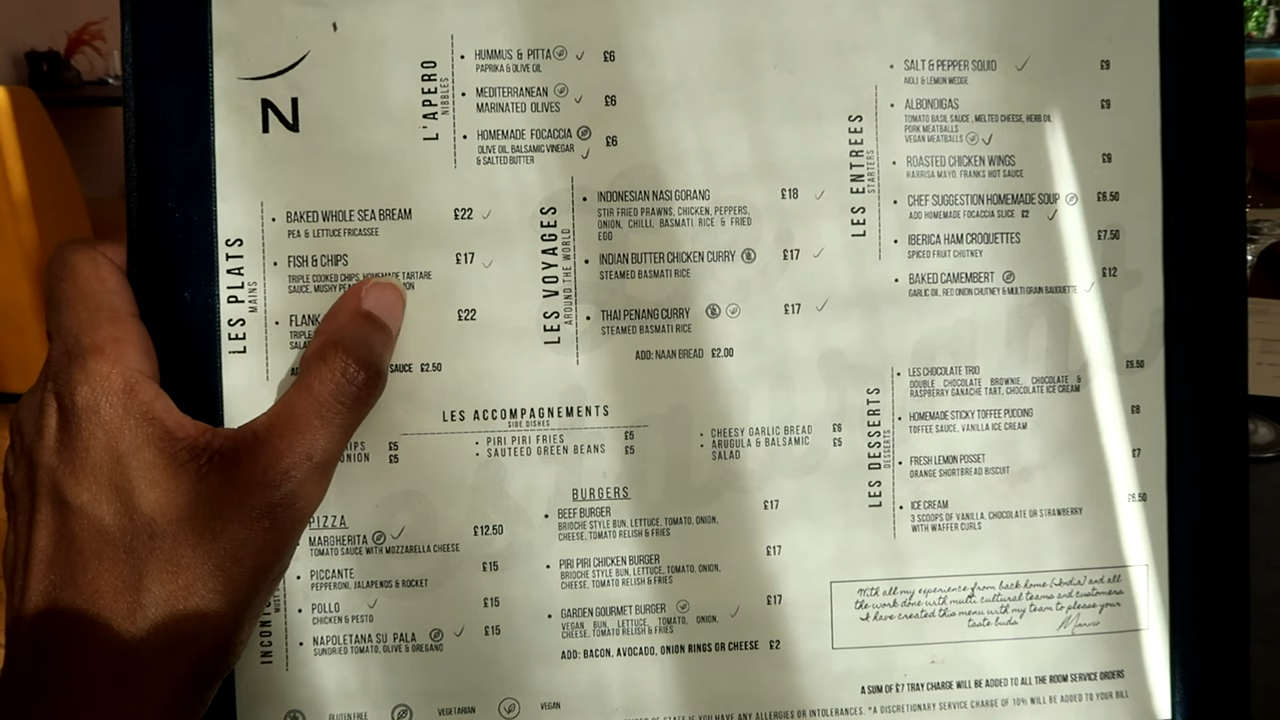 N
L'APERO
NIBBLES
HUMMUS & PITTA £6
PAPRIKA & OLIVE OIL
MEDITERRANEAN
MARINATED OLIVES £6
HOMEMADE FOCACCIA £6
OLIVE OIL, BALSAMIC VINEGAR
& SALTED BUTTER
LES PLATS
MAINS
BAKED WHOLE SEA BREAM £22
PEA & LETTUCE FRICASSEE
FISH & CHIPS £17
TRIPLE COOKED CHIPS, HOMEMADE TARTARE
SAUCE, MUSHY
FLANK £22
TRIPLE
SAUCE £2.50
LES VOYAGES
AROUND THE WORLD
INDONESIAN NASI GORANG £18
STIR FRIED PRAWNS, CHICKEN, PEPPERS,
ONION, CHILLI, BASMATI RICE & FRIED
EGG
INDIAN BUTTER CHICKEN CURRY £17
STEAMED BASMATI RICE
THAI PENANG CURRY £17
STEAMED BASMATI RICE
ADD: NAAN BREAD £2.00
LES ENTREES
STARTERS
SALT & PEPPER SQUID £9
AIOLI & LEMON WEDGE
ALBONDIGAS £9
TOMATO BASIL SAUCE, MELTED CHEESE, HERB OIL
PORK MEATBALLS
VEGAN MEATBALLS
ROASTED CHICKEN WINGS £9
HARRISA MAYO, FRANKS HOT SAUCE
CHEF SUGGESTION HOMEMADE SOUP £6.50
ADD HOMEMADE FOCACCIA SLICE £2
IBERICA HAM CROQUETTES £7.50
SPICED FRUIT CHUTNEY
BAKED CAMEMBERT £12
GARLIC OIL, RED ONION CHUTNEY & MULTI GRAIN BAUGUETTE
LES ACCOMPAGNEMENTS
SIDE DISHES
£5
£5
PIRI PIRI FRIES £5
SAUTEED GREEN BEANS £5
CHEESY GARLIC BREAD £6
ARUGULA & BALSAMIC £5
SALAD
LES DESSERTS
DESSERTS
LES CHOCOLATE TRIO
DOUBLE CHOCOLATE BROWNIE, CHOCOLATE &
RASPBERRY GANACHE TART, CHOCOLATE ICE CREAM
HOMEMADE STICKY TOFFEE PUDDING £8
TOFFEE SAUCE, VANILLA ICE CREAM
FRESH LEMON POSSET £7
ORANGE SHORTBREAD BISCUIT
ICE CREAM
3 SCOOPS OF VANILLA, CHOCOLATE OR STRAWBERRY
WITH WAFFER CURLS
PIZZA
MARGHERITA £12.50
TOMATO SAUCE WITH MOZZARELLA CHEESE
PICCANTE £15
PEPPERONI, JALAPENOS & ROCKET
POLLO £15
CHICKEN & PESTO
NAPOLETANA SU PALA £15
SUNDRIED TOMATO, OLIVE & OREGANO
BURGERS
BEEF BURGER £17
BRIOCHE STYLE BUN, LETTUCE, TOMATO, ONION,
CHEESE, TOMATO RELISH & FRIES
PIRI PIRI CHICKEN BURGER £17
BRIOCHE STYLE BUN, LETTUCE, TOMATO, ONION,
CHEESE, TOMATO RELISH & FRIES
GARDEN GOURMET BURGER £17
VEGAN BUN, LETTUCE, TOMATO, ONION,
CHEESE, TOMATO RELISH & FRIES
ADD: BACON, AVOCADO, ONION RINGS OR CHEESE £2
With all my experience from back home (India) and all
the work done with multi cultural teams and customers
I have created this menu with my team to please your
taste buds Marco
A SUM OF £7 TRAY CHARGE WILL BE ADDED TO ALL THE ROOM SERVICE ORDERS
GLUTEN FREE VEGETARIAN VEGAN
OF STAFF IF YOU HAVE ANY ALLERGIES OR INTOLERANCES. *A DISCRETIONARY SERVICE CHARGE OF 10% WILL BE ADDED TO YOUR BILL